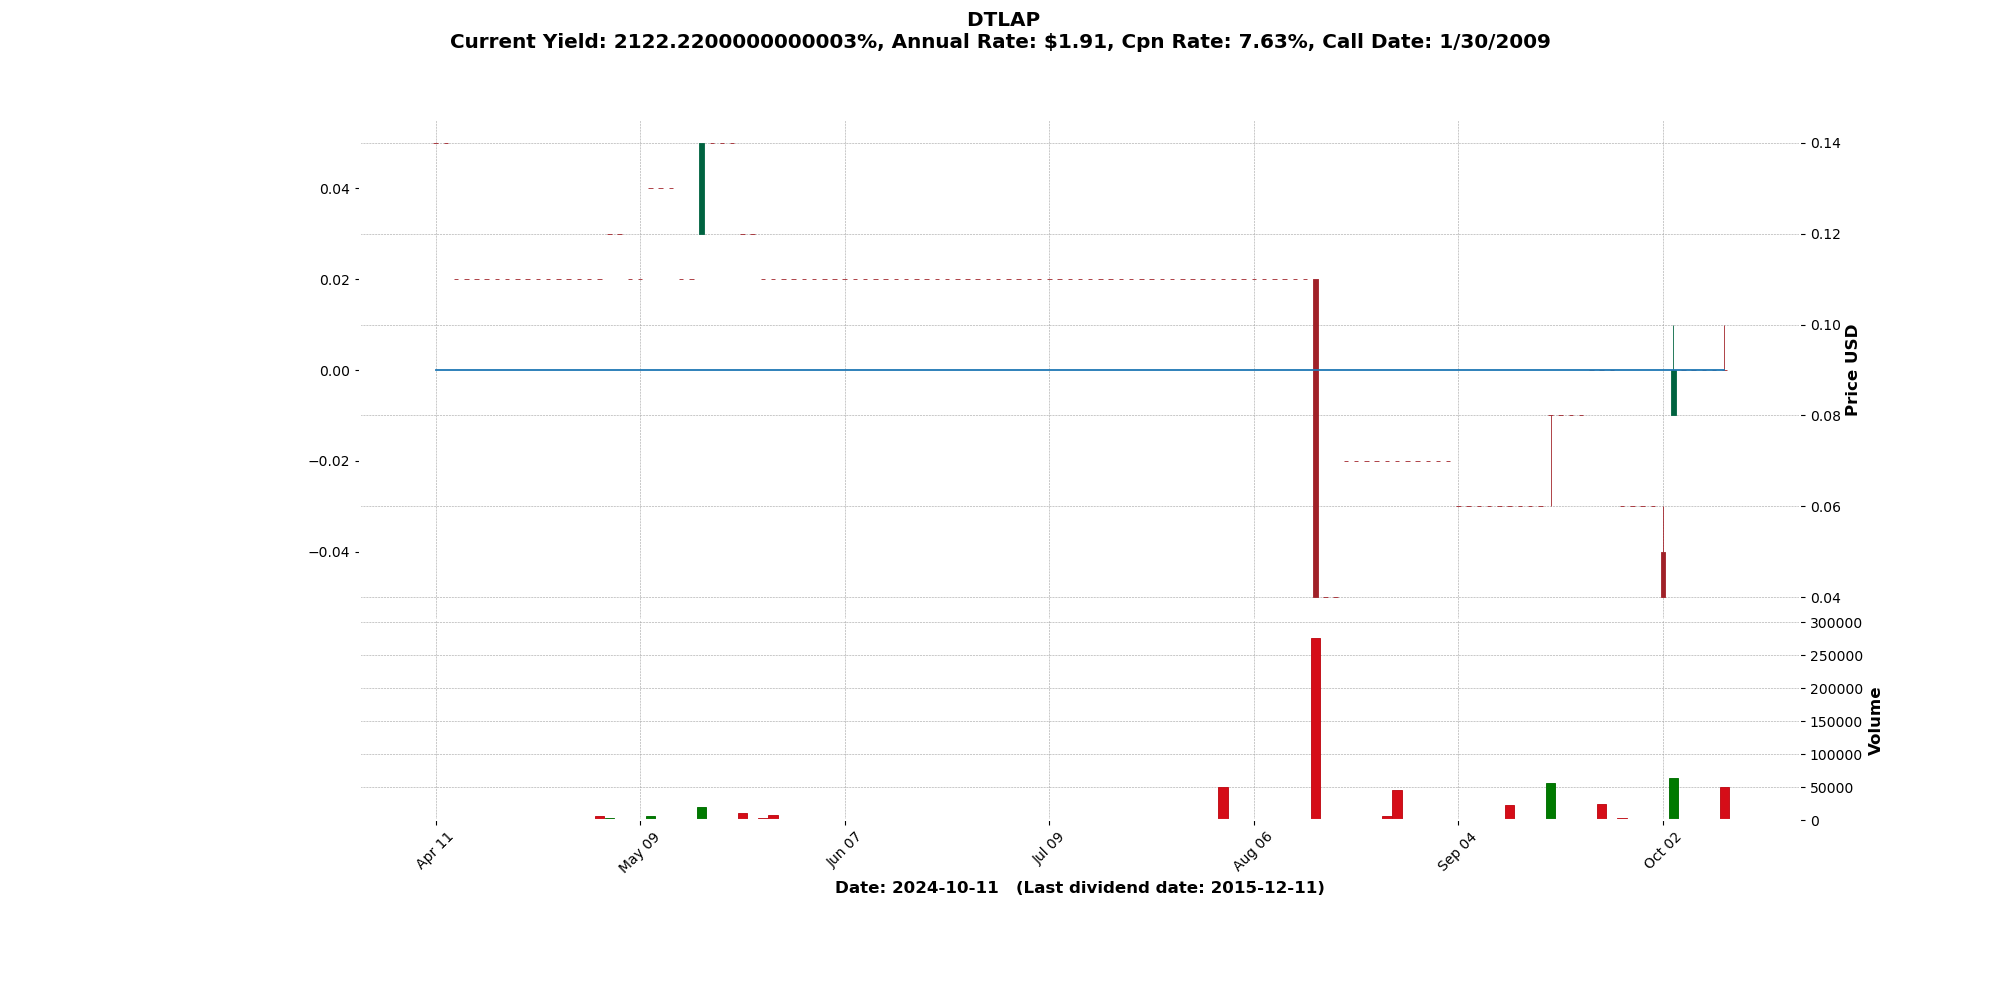 DTLAP
Current Yield: 2122.2200000000003%, Annual Rate: $1.91, Cpn Rate: 7.63%, Call Date: 1/30/2009
0.04
0.02
0.00
−0.02
−0.04
0.14
0.12
0.10
0.08
0.06
0.04
Price USD
300000
250000
200000
150000
100000
50000
0
Volume
Apr 11
May 09
Jun 07
Jul 09
Aug 06
Sep 04
Oct 02
Date: 2024-10-11 (Last dividend date: 2015-12-11)